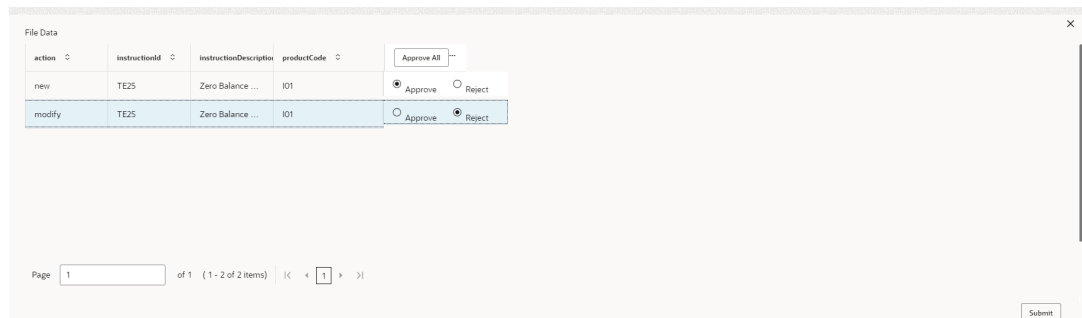 File Data
action instructionId instructionDescription productCode Approve All ...
new TE25 Zero Balance ... I01 Approve Reject
modify TE25 Zero Balance ... I01 Approve Reject
Page 1 of 1 ( 1 - 2 of 2 items) 1
Submit